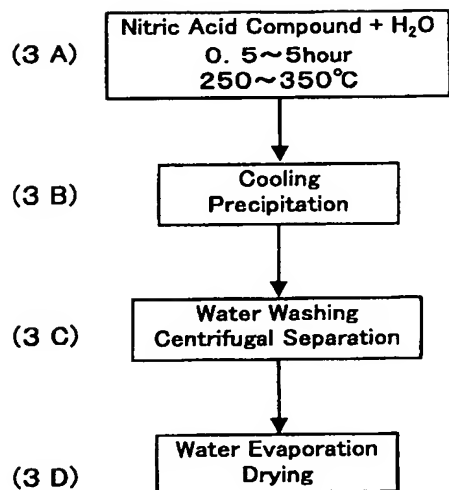 (3 A)
Nitric Acid Compound + H₂O
0. 5~5hour
250~350°C
(3 B)
Cooling
Precipitation
(3 C)
Water Washing
Centrifugal Separation
(3 D)
Water Evaporation
Drying